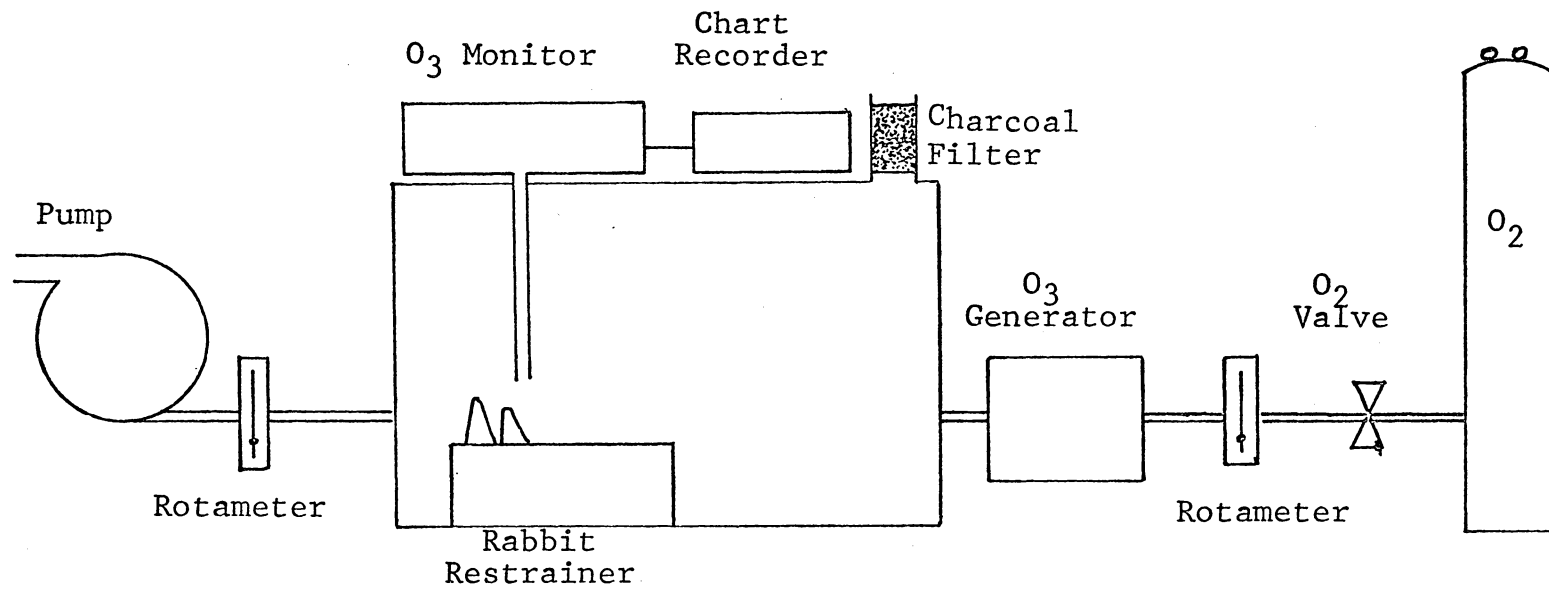 Chart
Recorder
O₃ Monitor
Charcoal
Filter
Pump
O₂
O₃
Generator
O₂
Valve
Rotameter
Rotameter
Rabbit
Restrainer